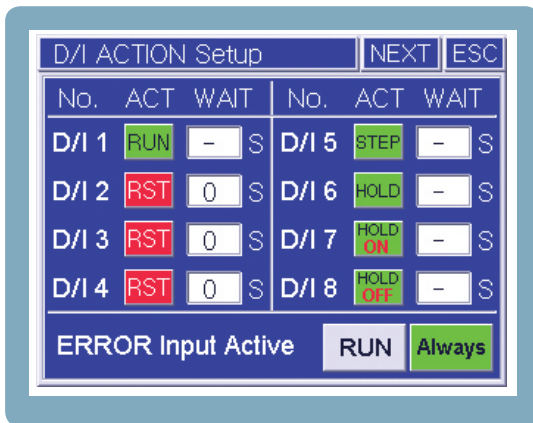 D/I ACTION Setup NEXT ESC
No. ACT WAIT No. ACT WAIT
D/I 1 RUN – S D/I 5 STEP – S
D/I 2 RST 0 S D/I 6 HOLD – S
D/I 3 RST 0 S D/I 7 HOLD ON – S
D/I 4 RST 0 S D/I 8 HOLD OFF – S
ERROR Input Active RUN Always